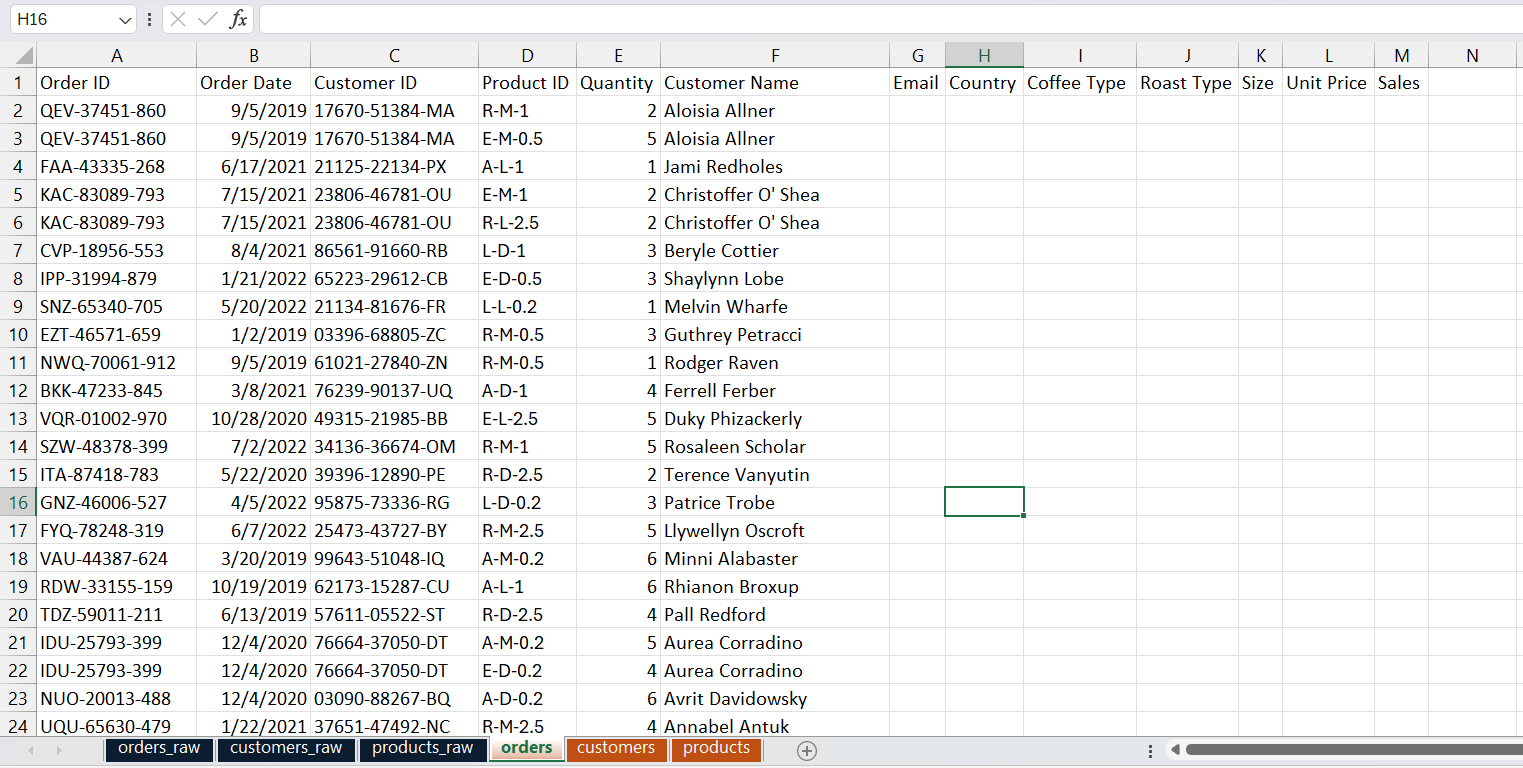 H16 fx
A B C D E F G H I J K L M N
1 Order ID Order Date Customer ID Product ID Quantity Customer Name Email Country Coffee Type Roast Type Size Unit Price Sales
2 QEV-37451-860 9/5/2019 17670-51384-MA R-M-1 2 Aloisia Allner
3 QEV-37451-860 9/5/2019 17670-51384-MA E-M-0.5 5 Aloisia Allner
4 FAA-43335-268 6/17/2021 21125-22134-PX A-L-1 1 Jami Redholes
5 KAC-83089-793 7/15/2021 23806-46781-OU E-M-1 2 Christoffer O' Shea
6 KAC-83089-793 7/15/2021 23806-46781-OU R-L-2.5 2 Christoffer O' Shea
7 CVP-18956-553 8/4/2021 86561-91660-RB L-D-1 3 Beryle Cottier
8 IPP-31994-879 1/21/2022 65223-29612-CB E-D-0.5 3 Shaylynn Lobe
9 SNZ-65340-705 5/20/2022 21134-81676-FR L-L-0.2 1 Melvin Wharfe
10 EZT-46571-659 1/2/2019 03396-68805-ZC R-M-0.5 3 Guthrey Petracci
11 NWQ-70061-912 9/5/2019 61021-27840-ZN R-M-0.5 1 Rodger Raven
12 BKK-47233-845 3/8/2021 76239-90137-UQ A-D-1 4 Ferrell Ferber
13 VQR-01002-970 10/28/2020 49315-21985-BB E-L-2.5 5 Duky Phizackerly
14 SZW-48378-399 7/2/2022 34136-36674-OM R-M-1 5 Rosaleen Scholar
15 ITA-87418-783 5/22/2020 39396-12890-PE R-D-2.5 2 Terence Vanyutin
16 GNZ-46006-527 4/5/2022 95875-73336-RG L-D-0.2 3 Patrice Trobe
17 FYQ-78248-319 6/7/2022 25473-43727-BY R-M-2.5 5 Llywellyn Oscroft
18 VAU-44387-624 3/20/2019 99643-51048-IQ A-M-0.2 6 Minni Alabaster
19 RDW-33155-159 10/19/2019 62173-15287-CU A-L-1 6 Rhianon Broxup
20 TDZ-59011-211 6/13/2019 57611-05522-ST R-D-2.5 4 Pall Redford
21 IDU-25793-399 12/4/2020 76664-37050-DT A-M-0.2 5 Aurea Corradino
22 IDU-25793-399 12/4/2020 76664-37050-DT E-D-0.2 4 Aurea Corradino
23 NUO-20013-488 12/4/2020 03090-88267-BQ A-D-0.2 6 Avrit Davidowsky
24 UQU-65630-479 1/22/2021 37651-47492-NC R-M-2.5 4 Annabel Antuk
orders_raw customers_raw products_raw orders customers products